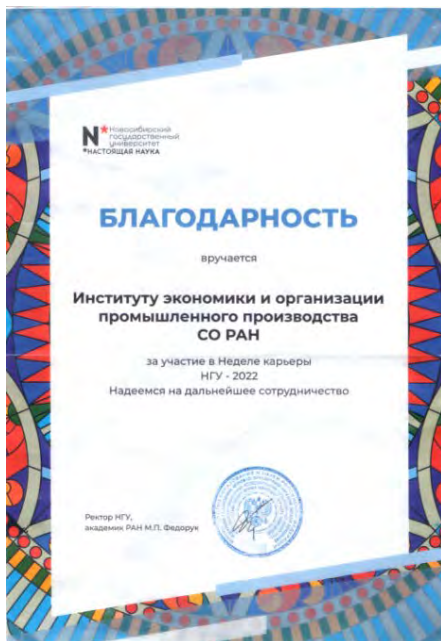 N*
Новосибирский
государственный
университет
*НАСТОЯЩАЯ НАУКА
БЛАГОДАРНОСТЬ
вручается
Институту экономики и организации
промышленного производства
СО РАН
за участие в Неделе карьеры
НГУ - 2022
Надеемся на дальнейшее сотрудничество
Ректор НГУ,
академик РАН М.П. Федорук